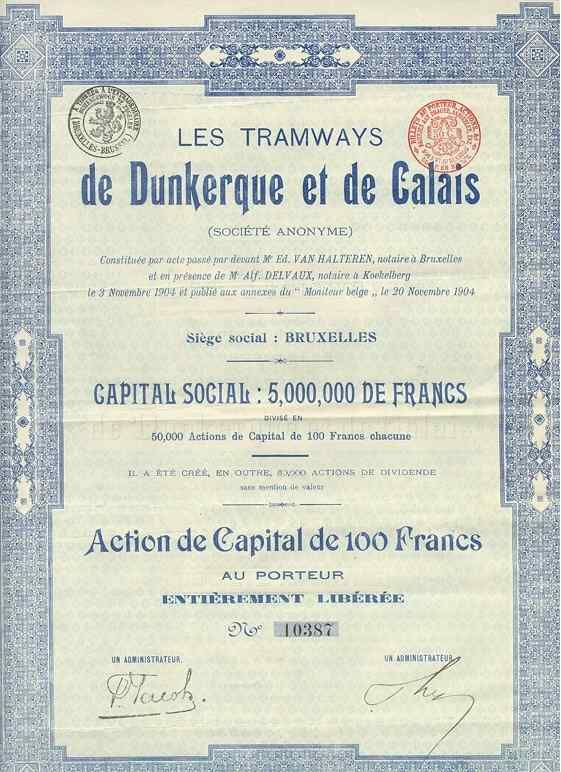 LES TRAMWAYS
de Dunkerque et de Calais
(SOCIÉTÉ ANONYME)
Constituée par acte passé par devant Me Ed. VAN HALTEREN, notaire à Bruxelles
et en présence de Me Alf. DELVAUX, notaire à Koekelberg
le 3 Novembre 1904 et publié aux annexes du " Moniteur belge „ le 20 Novembre 1904
Siège social : BRUXELLES
CAPITAL SOCIAL : 5,000,000 DE FRANCS
DIVISÉ EN
50,000 Actions de Capital de 100 Francs chacune
IL A ÉTÉ CRÉÉ, EN OUTRE, 50,000 ACTIONS DE DIVIDENDE
sans mention de valeur
Action de Capital de 100 Francs
AU PORTEUR
ENTIÈREMENT LIBÉRÉE
No 10387
UN ADMINISTRATEUR. UN ADMINISTRATEUR.